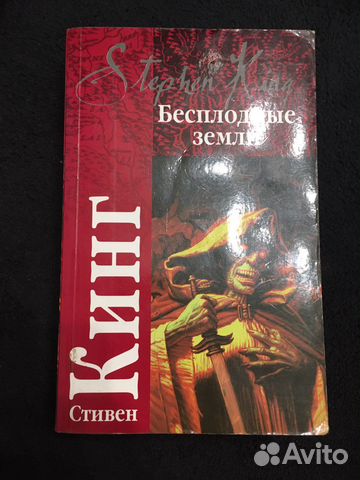 Stephen King
Бесплодные
земли
Кинг
Стивен
Avito